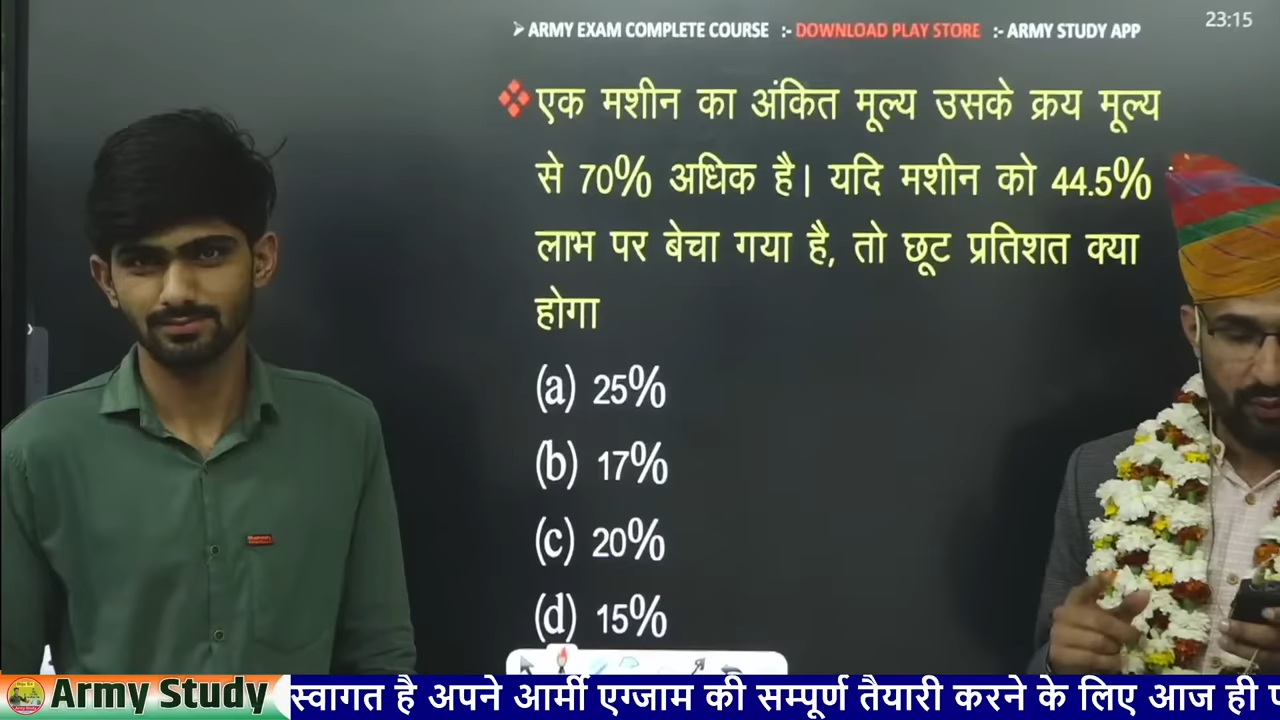 ➢ ARMY EXAM COMPLETE COURSE :- DOWNLOAD PLAY STORE :- ARMY STUDY APP
23:15
❖ एक मशीन का अंकित मूल्य उसके क्रय मूल्य
से 70% अधिक है। यदि मशीन को 44.5%
लाभ पर बेचा गया है, तो छूट प्रतिशत क्या
होगा
(a) 25%
(b) 17%
(c) 20%
(d) 15%
Army Study
स्वागत है अपने आर्मी एग्जाम की सम्पूर्ण तैयारी करने के लिए आज ही